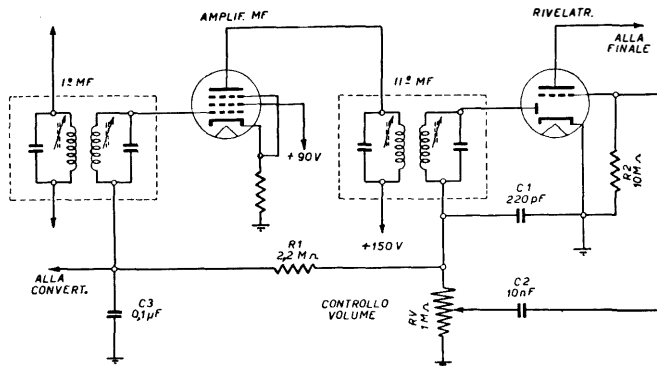 AMPLIF. MF
RIVELATR.
ALLA
FINALE
Iª MF
IIª MF
+90V
C1
220pF
R2
10MΩ
R1
2,2 MΩ
+150V
ALLA
CONVERT.
C3
0,1µF
CONTROLLO
VOLUME
RV
1MΩ
C2
10nF